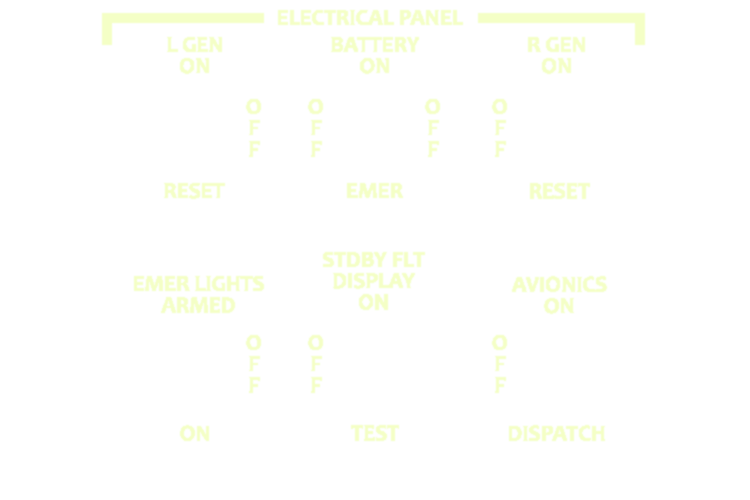 ELECTRICAL PANEL
L GEN
ON
BATTERY
ON
R GEN
ON
O
F
F
O
F
F
O
F
F
O
F
F
RESET
EMER
RESET
EMER LIGHTS
ARMED
STDBY FLT
DISPLAY
ON
AVIONICS
ON
O
F
F
O
F
F
O
F
F
ON
TEST
DISPATCH